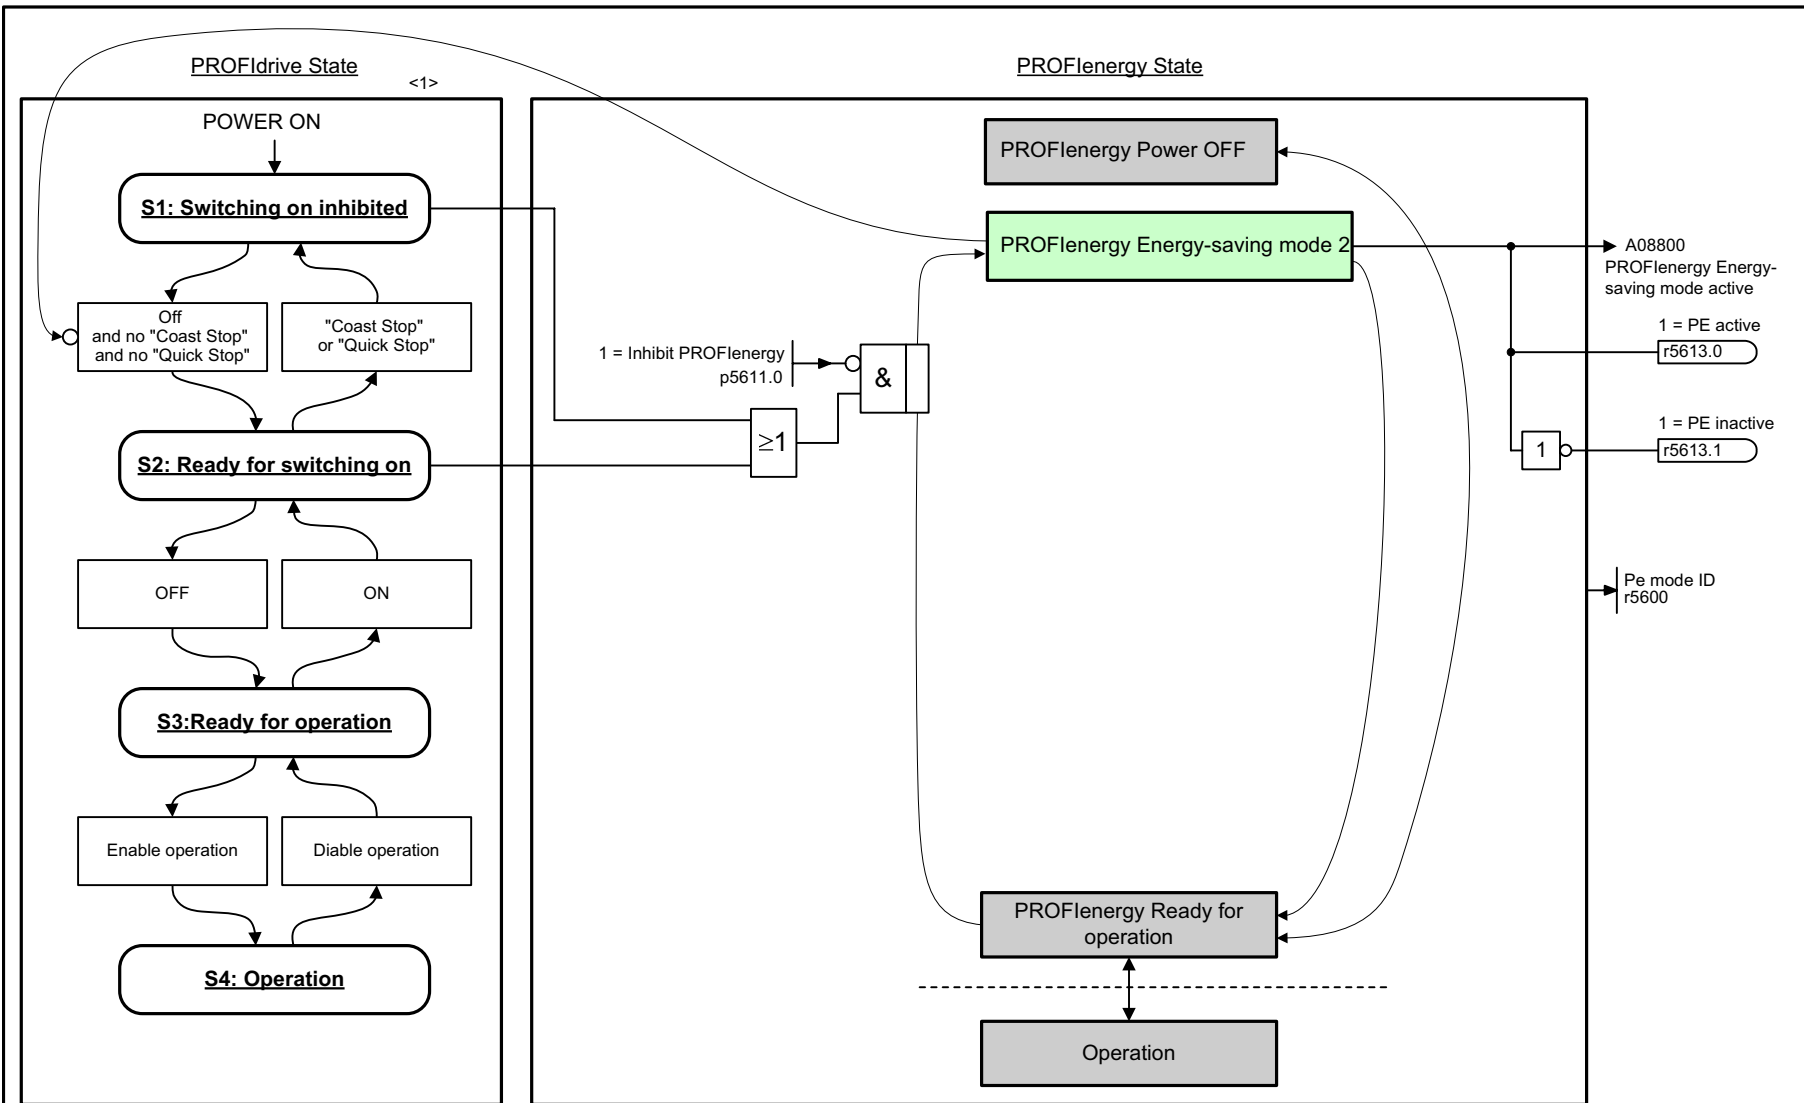 PROFIdrive State
<1>
PROFIenergy State
POWER ON
S1: Switching on inhibited
Off
and no "Coast Stop"
and no "Quick Stop"
"Coast Stop"
or "Quick Stop"
S2: Ready for switching on
OFF
ON
S3:Ready for operation
Enable operation
Diable operation
S4: Operation
1 = Inhibit PROFIenergy
p5611.0
≥1
&
PROFIenergy Power OFF
PROFIenergy Energy-saving mode 2
PROFIenergy Ready for
operation
Operation
A08800
PROFIenergy Energy-
saving mode active
1 = PE active
r5613.0
1 = PE inactive
1
r5613.1
Pe mode ID
r5600